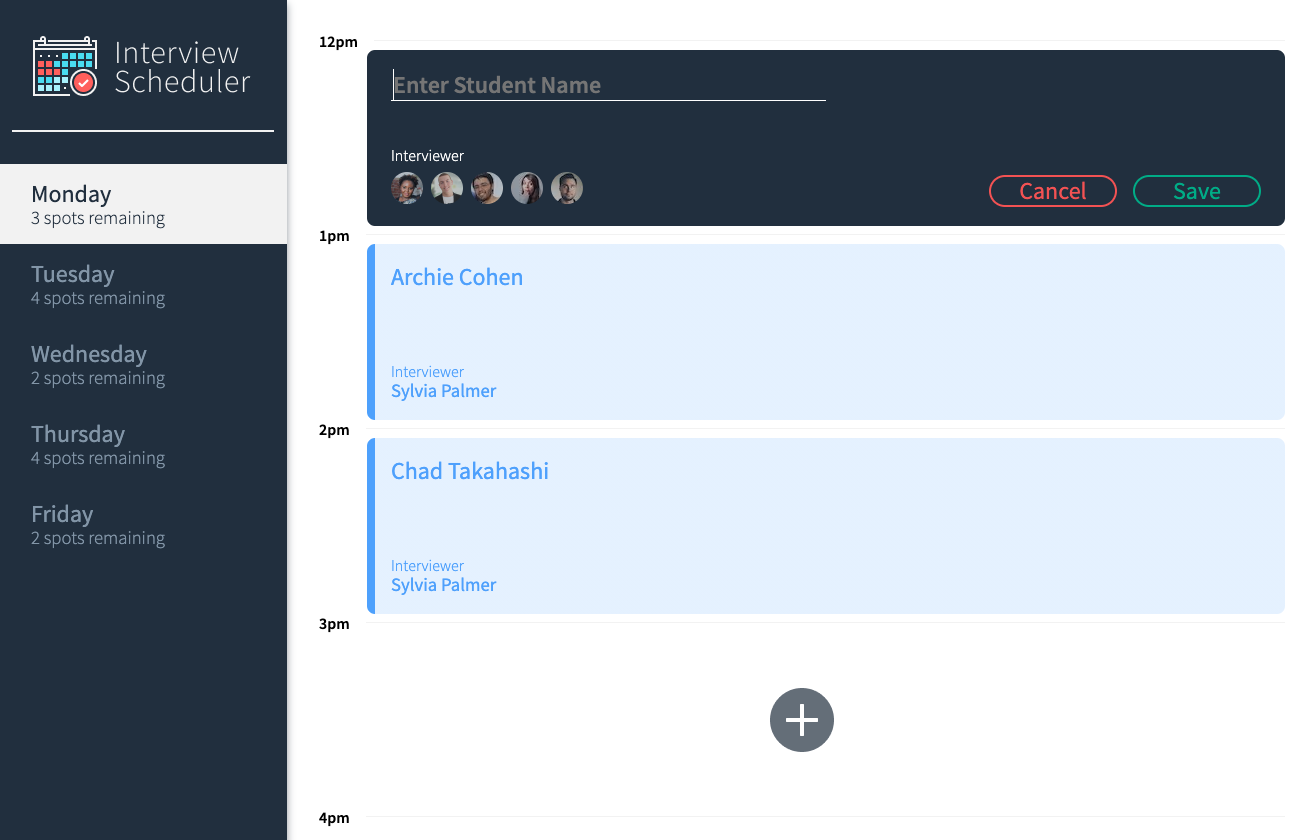 Interview
Scheduler
Monday
3 spots remaining
Tuesday
4 spots remaining
Wednesday
2 spots remaining
Thursday
4 spots remaining
Friday
2 spots remaining
12pm
Enter Student Name
Interviewer
Cancel Save
1pm
Archie Cohen
Interviewer
Sylvia Palmer
2pm
Chad Takahashi
Interviewer
Sylvia Palmer
3pm
4pm